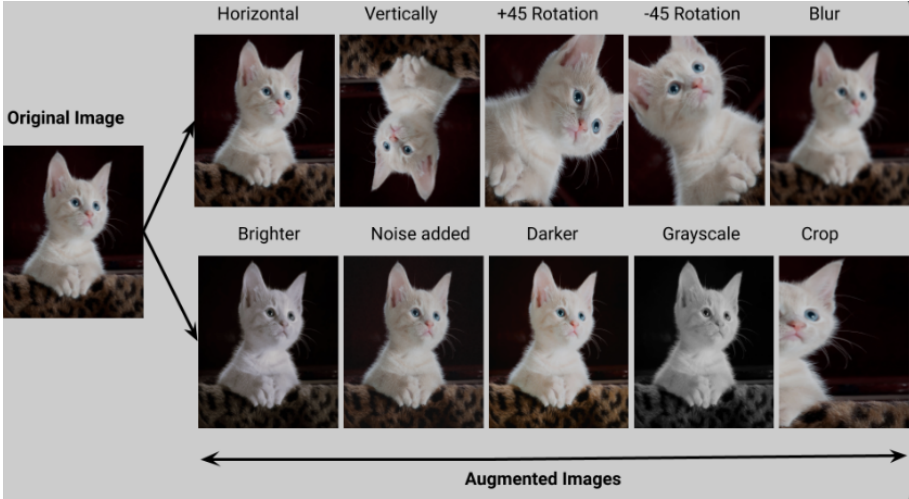 Horizontal
Vertically
+45 Rotation
-45 Rotation
Blur
Original Image
Brighter
Noise added
Darker
Grayscale
Crop
Augmented Images